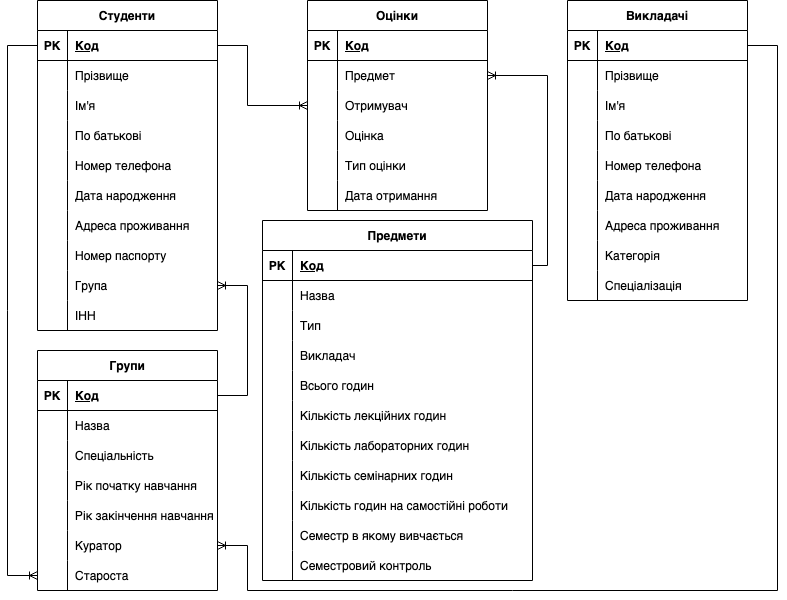 Студенти
PK Код
Прізвище
Ім'я
По батькові
Номер телефона
Дата народження
Адреса проживання
Номер паспорту
Група
ІНН
Оцінки
PK Код
Предмет
Отримувач
Оцінка
Тип оцінки
Дата отримання
Викладачі
PK Код
Прізвище
Ім'я
По батькові
Номер телефона
Дата народження
Адреса проживання
Категорія
Спеціалізація
Предмети
PK Код
Назва
Тип
Викладач
Всього годин
Кількість лекційних годин
Кількість лабораторних годин
Кількість семінарних годин
Кількість годин на самостійні роботи
Семестр в якому вивчається
Семестровий контроль
Групи
PK Код
Назва
Спеціальність
Рік початку навчання
Рік закінчення навчання
Куратор
Староста